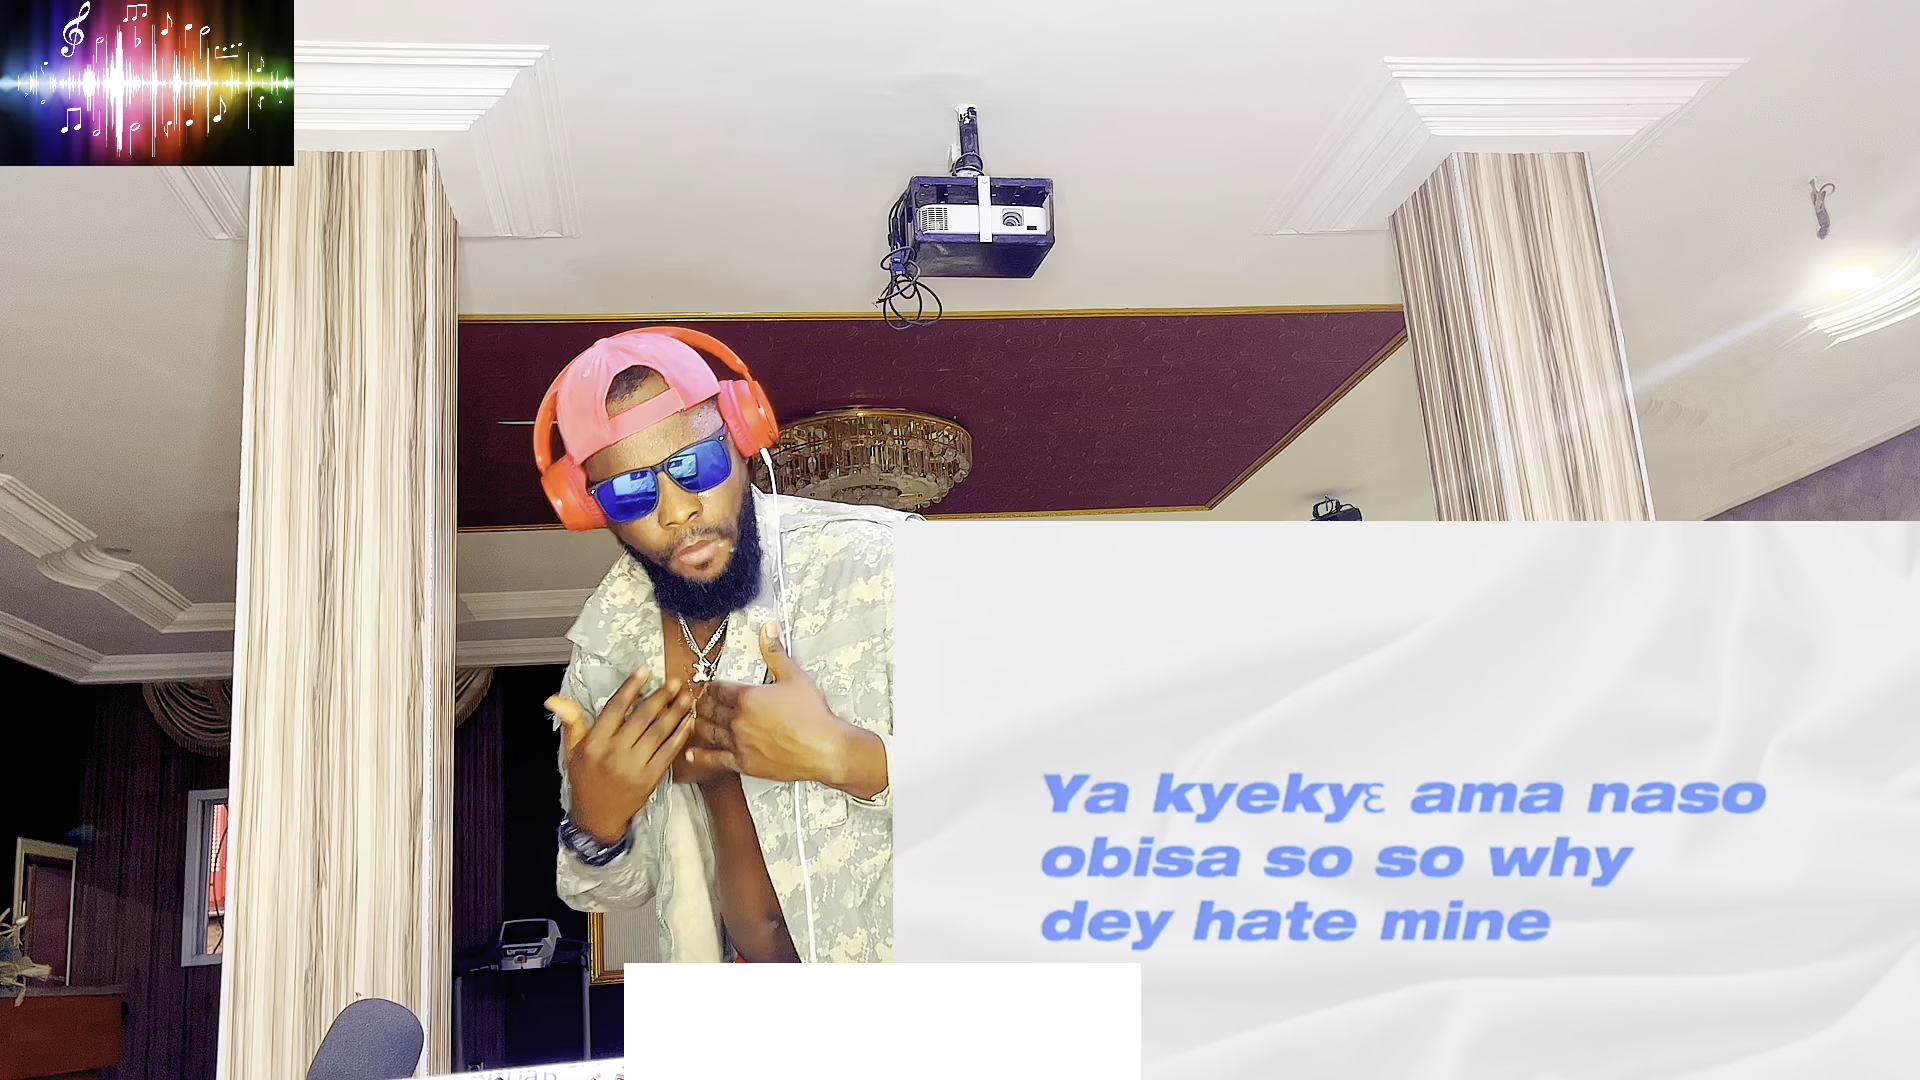 Ya kyekyɛ ama naso
obisa so so why
dey hate mine